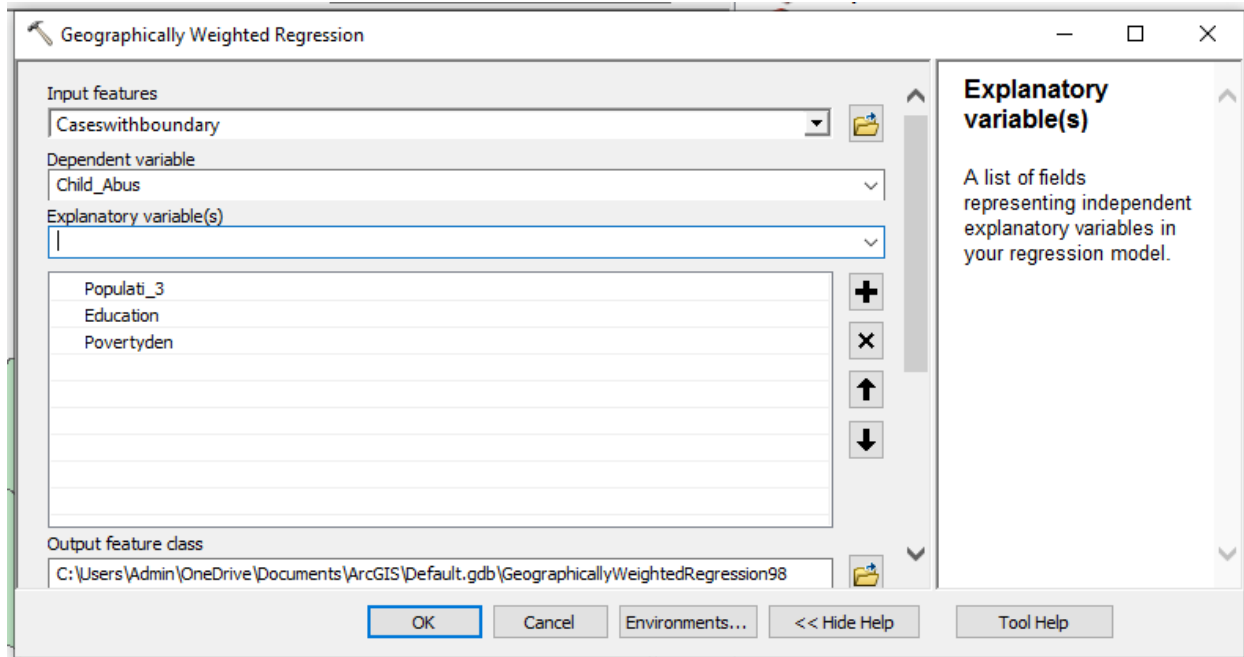 Geographically Weighted Regression
Input features
Caseswithboundary
Dependent variable
Child_Abus
Explanatory variable(s)
Populati_3
Education
Povertyden
Output feature class
C:\Users\Admin\OneDrive\Documents\ArcGIS\Default.gdb\GeographicallyWeightedRegression98
OK
Cancel
Environments...
<< Hide Help
Tool Help
Explanatory
variable(s)
A list of fields
representing independent
explanatory variables in
your regression model.